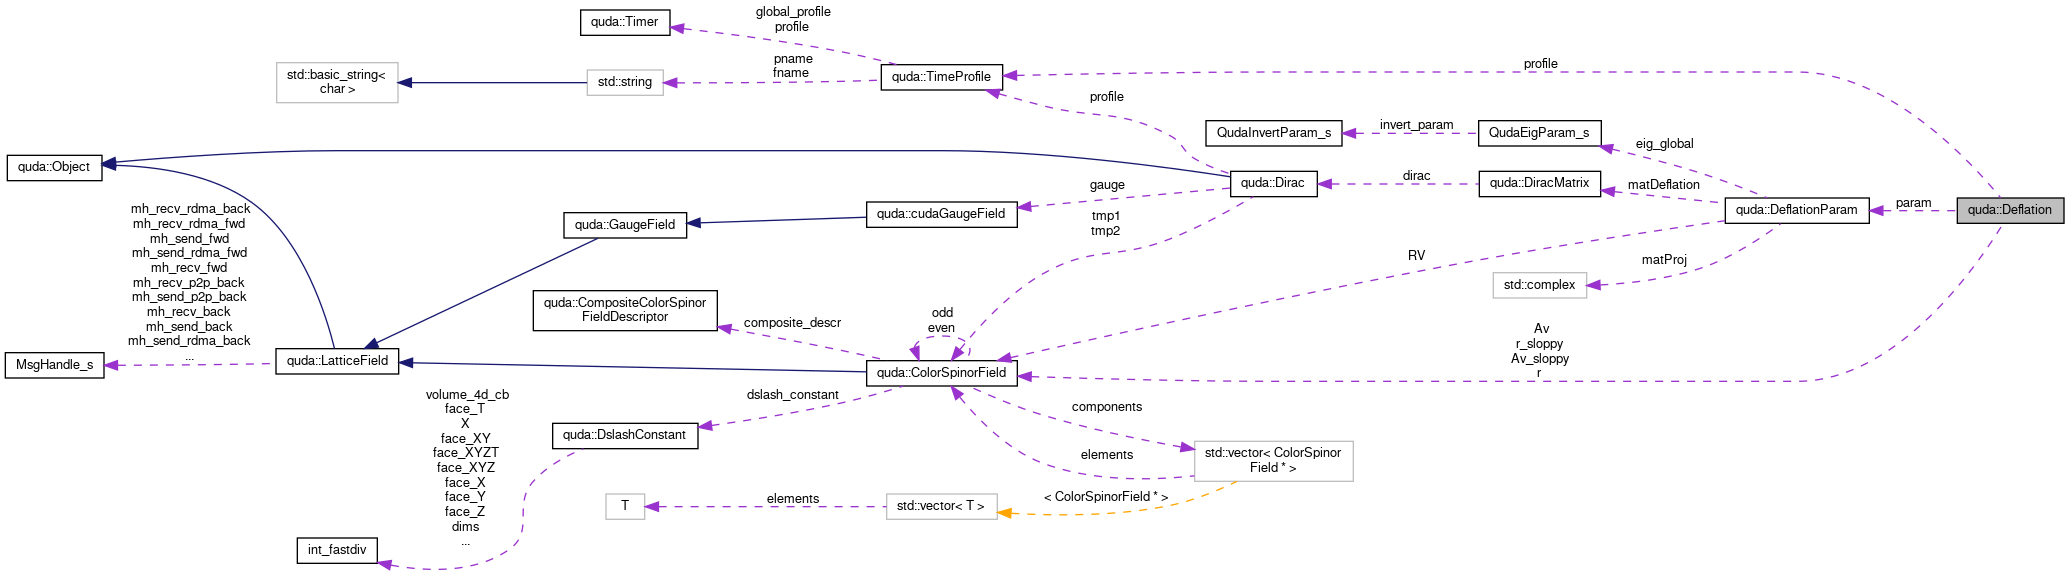 quda::Timer
global_profile
profile
std::basic_string<
char >
std::string
pname
fname
quda::TimeProfile
profile
profile
QudaInvertParam_s
invert_param
QudaEigParam_s
eig_global
quda::Object
quda::Dirac
dirac
quda::DiracMatrix
matDeflation
quda::DeflationParam
param
quda::Deflation
gauge
quda::cudaGaugeField
quda::GaugeField
tmp1
tmp2
mh_recv_rdma_back
mh_recv_rdma_fwd
mh_send_fwd
mh_send_rdma_fwd
mh_recv_fwd
mh_recv_p2p_back
mh_send_p2p_back
mh_recv_back
mh_send_back
mh_send_rdma_back
...
RV
matProj
std::complex
quda::CompositeColorSpinor
FieldDescriptor
composite_descr
odd
even
Av
r_sloppy
Av_sloppy
r
MsgHandle_s
quda::LatticeField
quda::ColorSpinorField
dslash_constant
components
volume_4d_cb
face_T
X
face_XY
face_XYZT
face_XYZ
face_X
face_Y
face_Z
dims
...
quda::DslashConstant
elements
std::vector< ColorSpinor
Field * >
< ColorSpinorField * >
T
elements
std::vector< T >
int_fastdiv